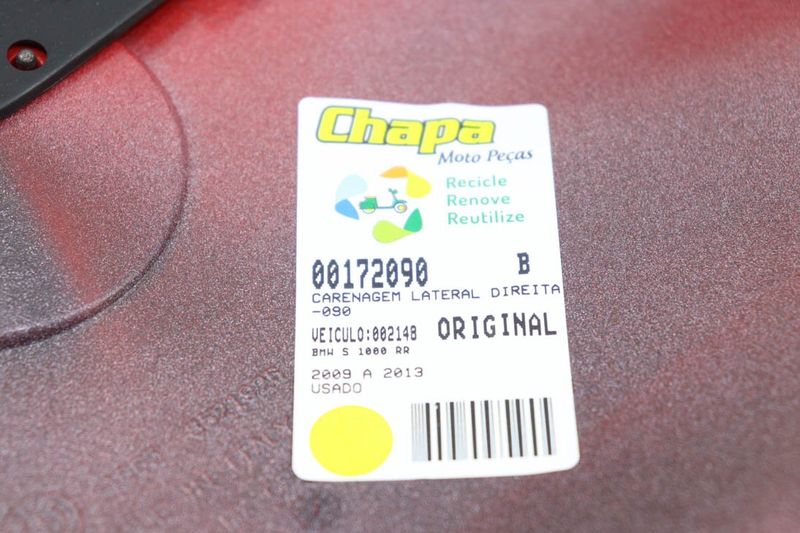 Chapa
Moto Peças
Recicle
Renove
Reutilize
00172090 B
CARENAGEM LATERAL DIREITA
-090
VEICULO:002148 ORIGINAL
BMW S 1000 RR
2009 A 2013
USADO